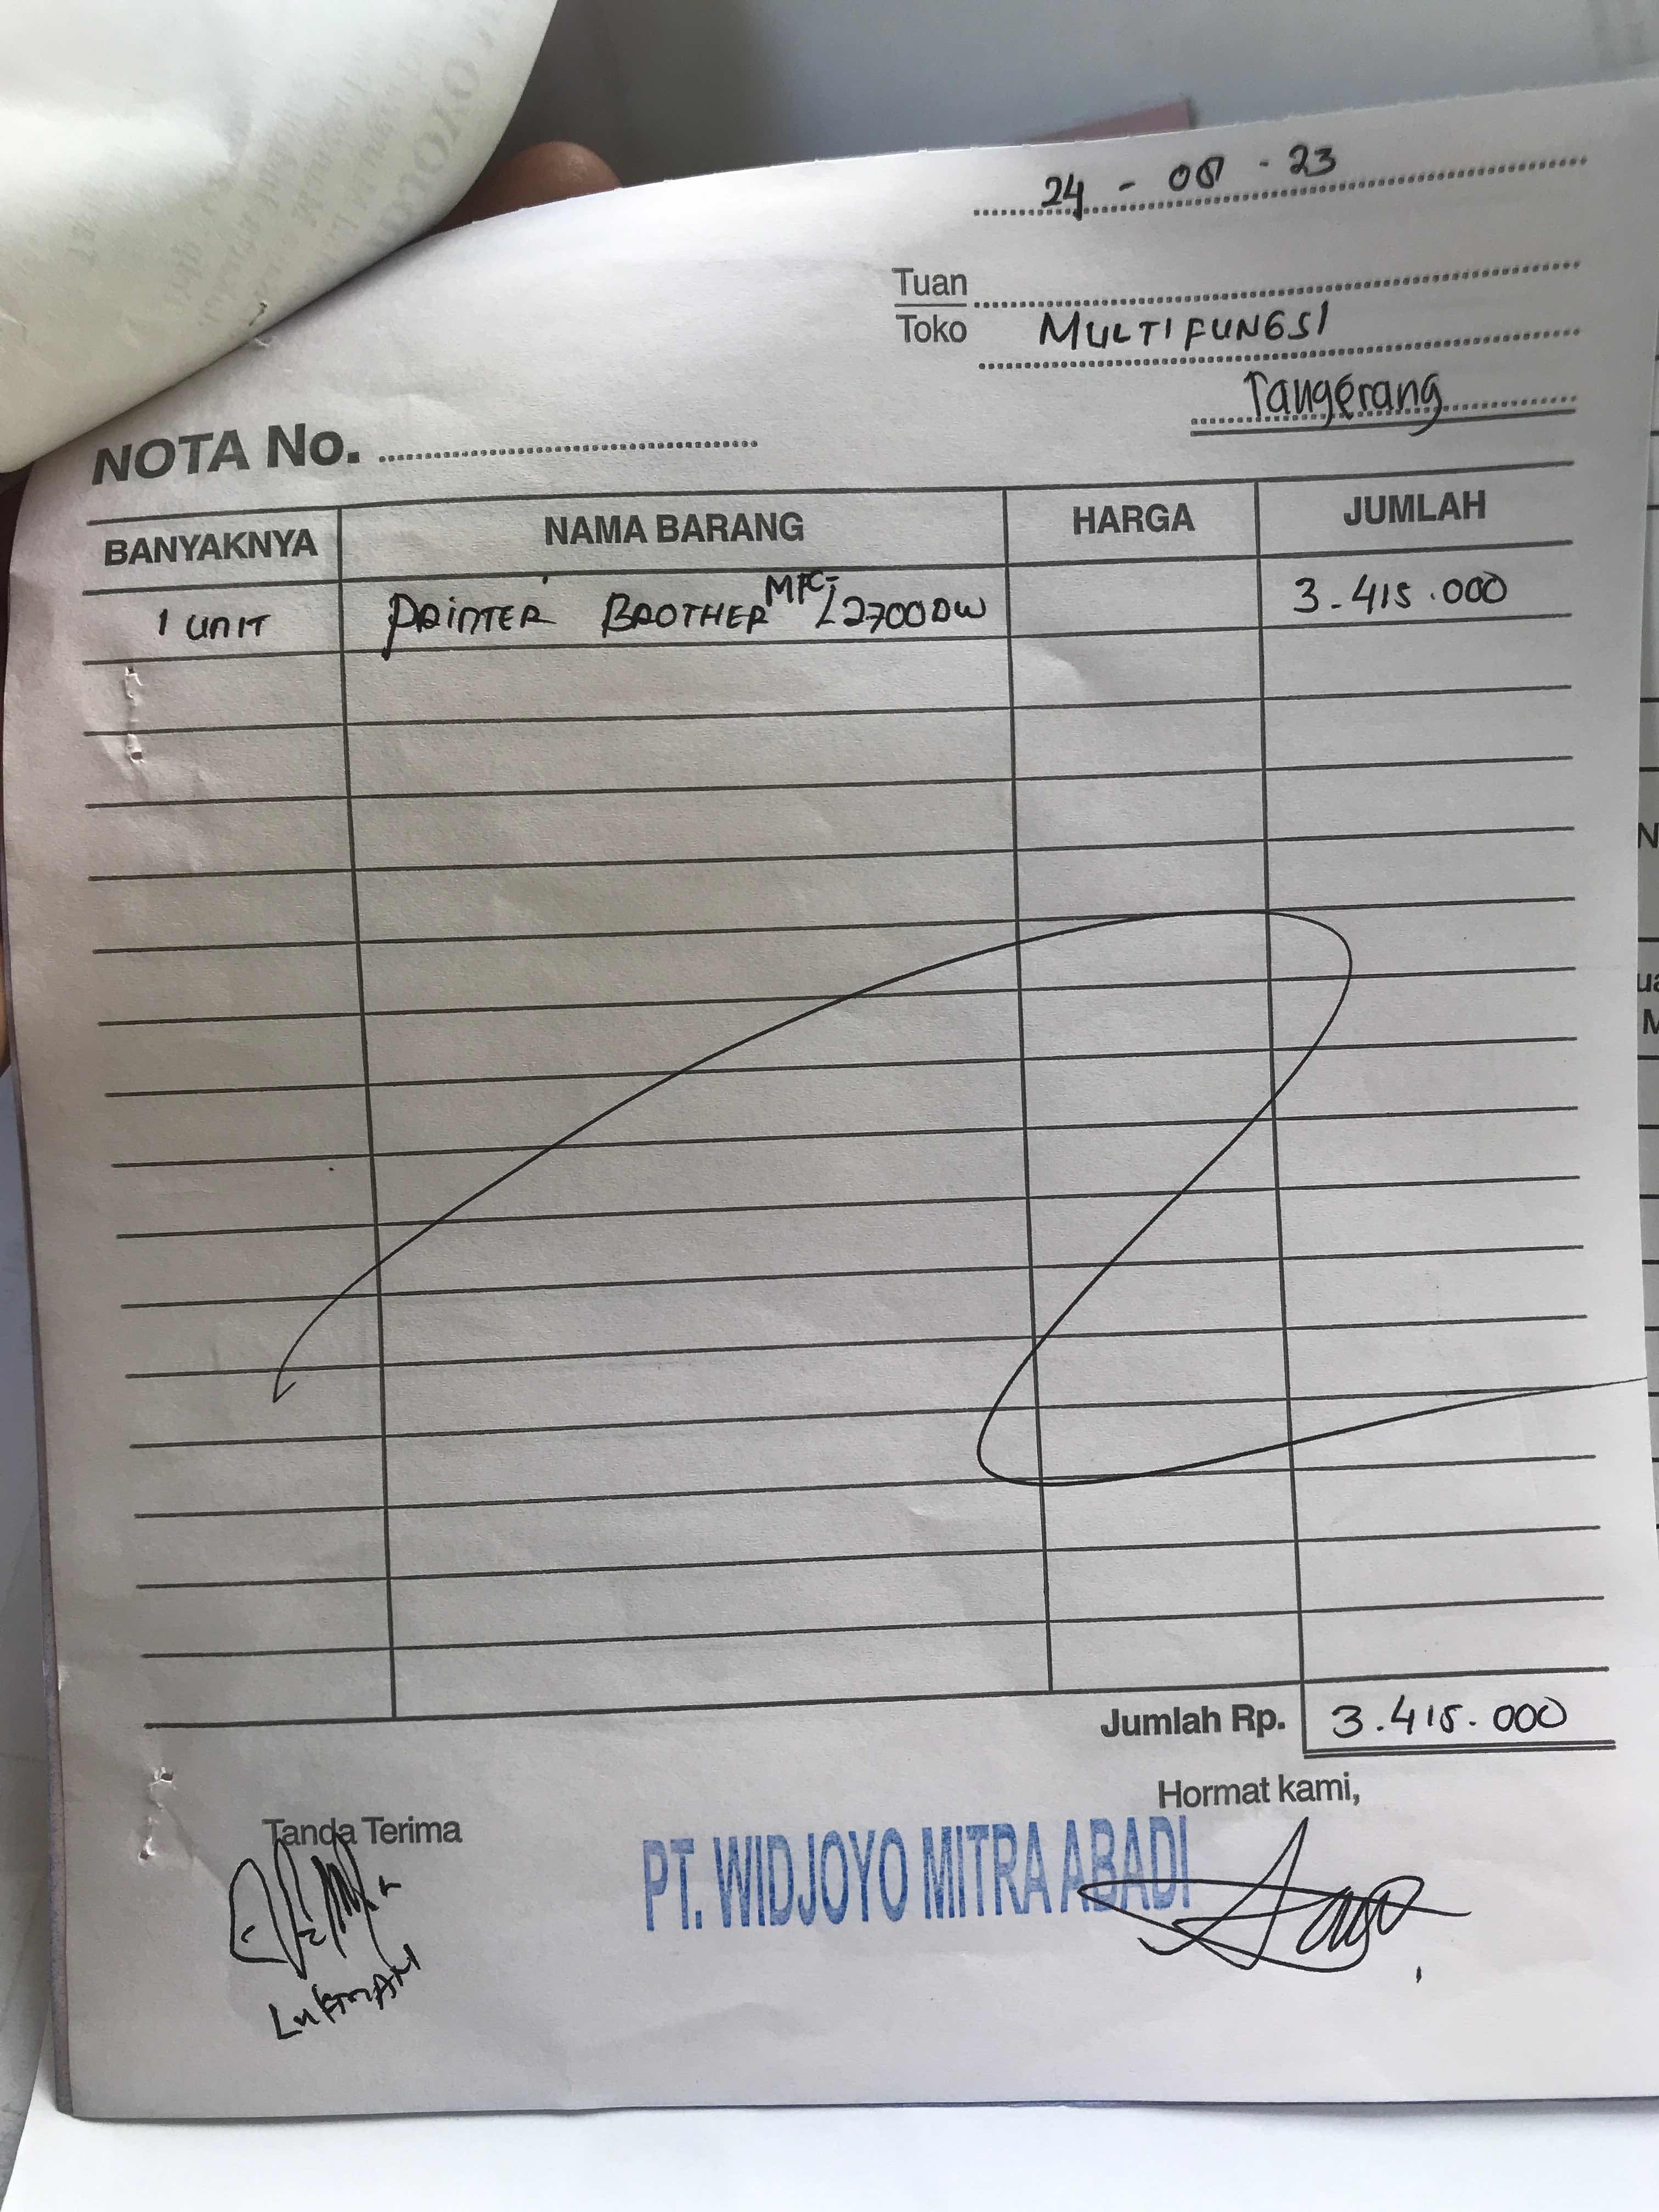 24 - 08 - 23
Tuan
Toko MULTIFUNGSI
Tangerang
NOTA No.
BANYAKNYA NAMA BARANG HARGA JUMLAH
1 UNIT PRINTER BROTHER MFC-L2700DW 3.415.000
Jumlah Rp. 3.415.000
Tanda Terima Hormat kami,
PT. WIDJOYO MITRA ABADI
LUKMAN